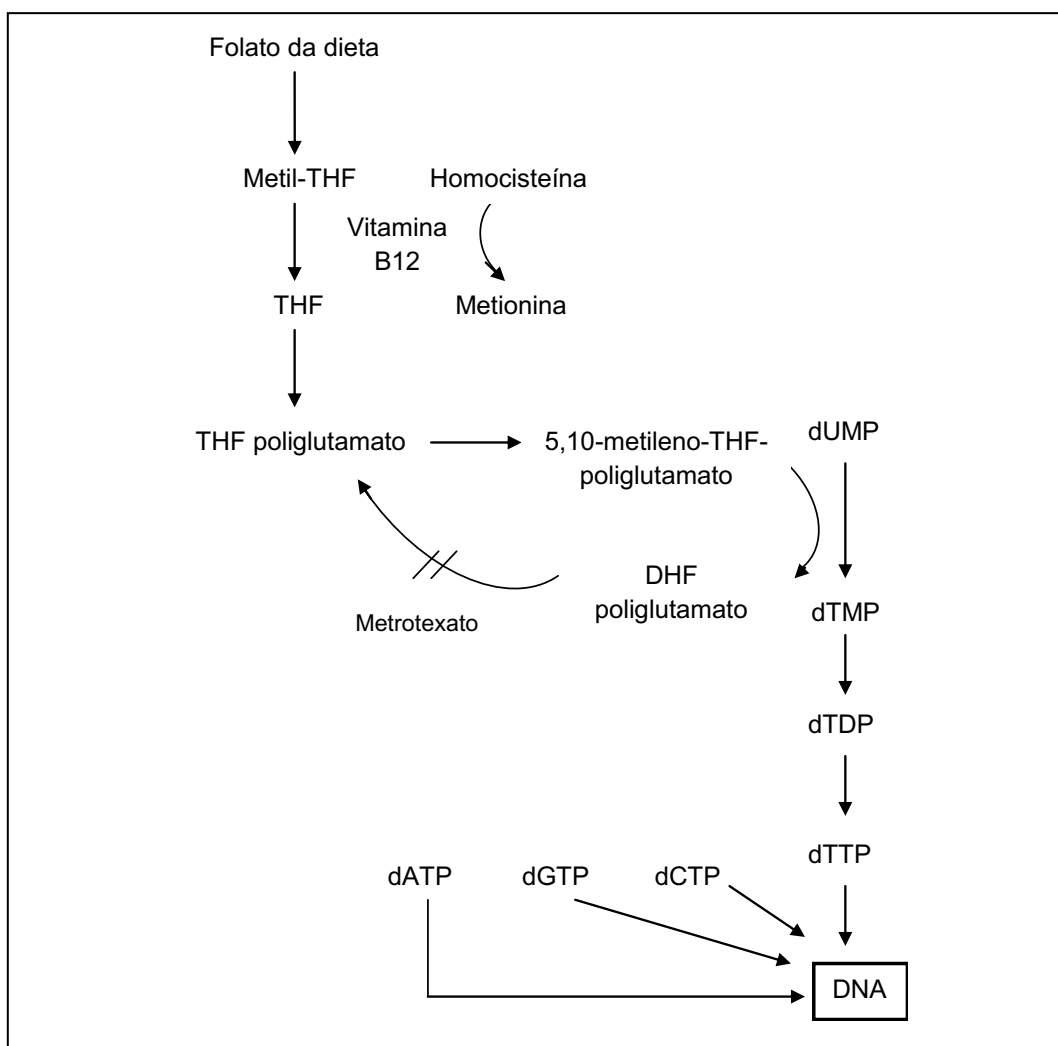 Folato da dieta
Metil-THF
Homocisteína
Vitamina
B12
THF
Metionina
THF poliglutamato
5,10-metileno-THF-
poliglutamato
dUMP
DHF
poliglutamato
dTMP
Metrotexato
dTDP
dTTP
dATP
dGTP
dCTP
DNA